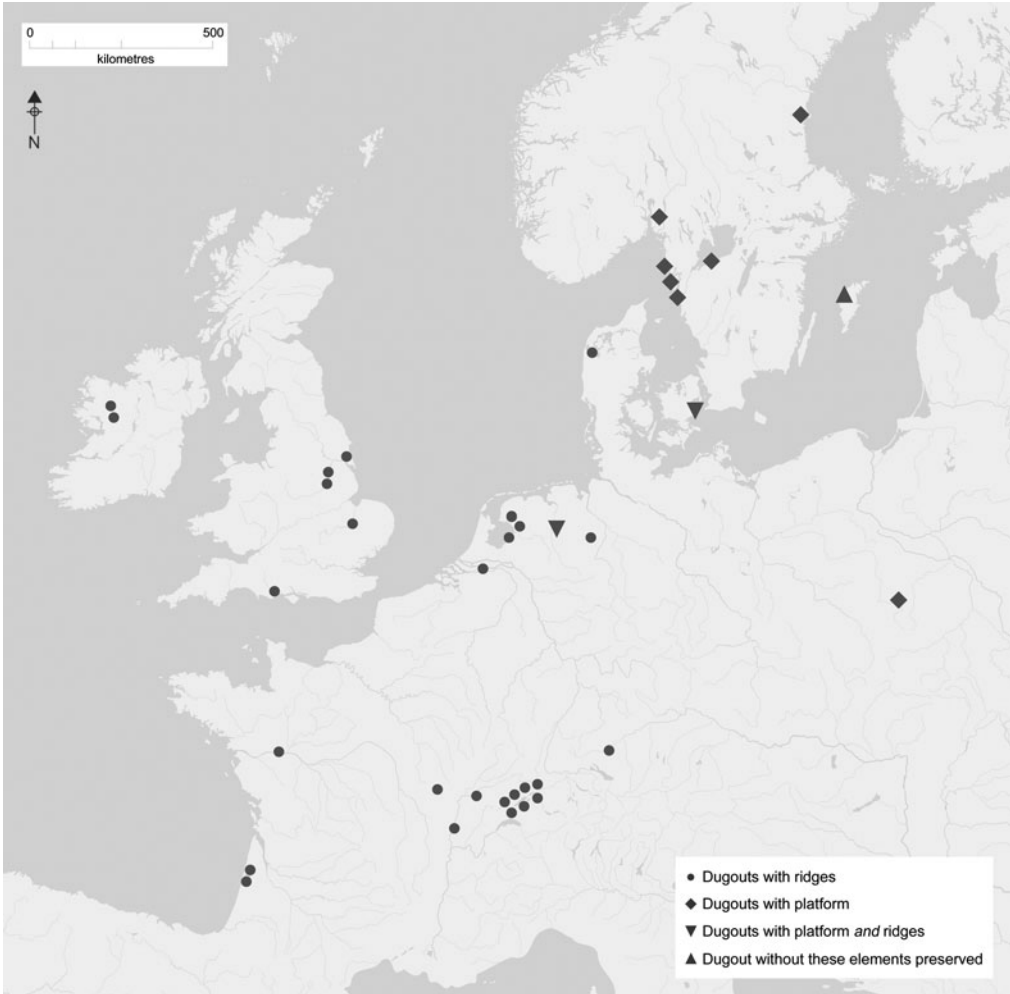 0 500
kilometres
N
Dugouts with ridges
Dugouts with platform
Dugouts with platform and ridges
Dugout without these elements preserved